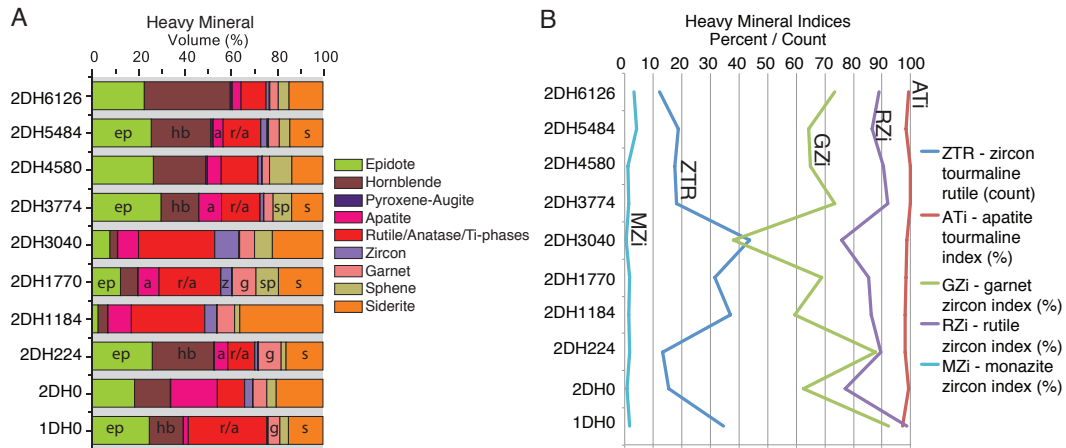 A
Heavy Mineral
Volume (%)
0 20 40 60 80 100
2DH6126
2DH5484
ep hb a r/a s
2DH4580
2DH3774
ep hb a r/a sp s
2DH3040
2DH1770
ep a r/a z g sp s
2DH1184
2DH224
ep hb a r/a g s
2DH0
1DH0
ep hb r/a g s
Epidote
Hornblende
Pyroxene-Augite
Apatite
Rutile/Anatase/Ti-phases
Zircon
Garnet
Sphene
Siderite
B
Heavy Mineral Indices
Percent / Count
0 10 20 30 40 50 60 70 80 90 100
2DH6126
2DH5484
2DH4580
2DH3774
2DH3040
2DH1770
2DH1184
2DH224
2DH0
1DH0
MZi
ZTR
GZi
RZi
ATi
ZTR - zircon
tourmaline
rutile (count)
ATi - apatite
tourmaline
index (%)
GZi - garnet
zircon index (%)
RZi - rutile
zircon index (%)
MZi - monazite
zircon index (%)